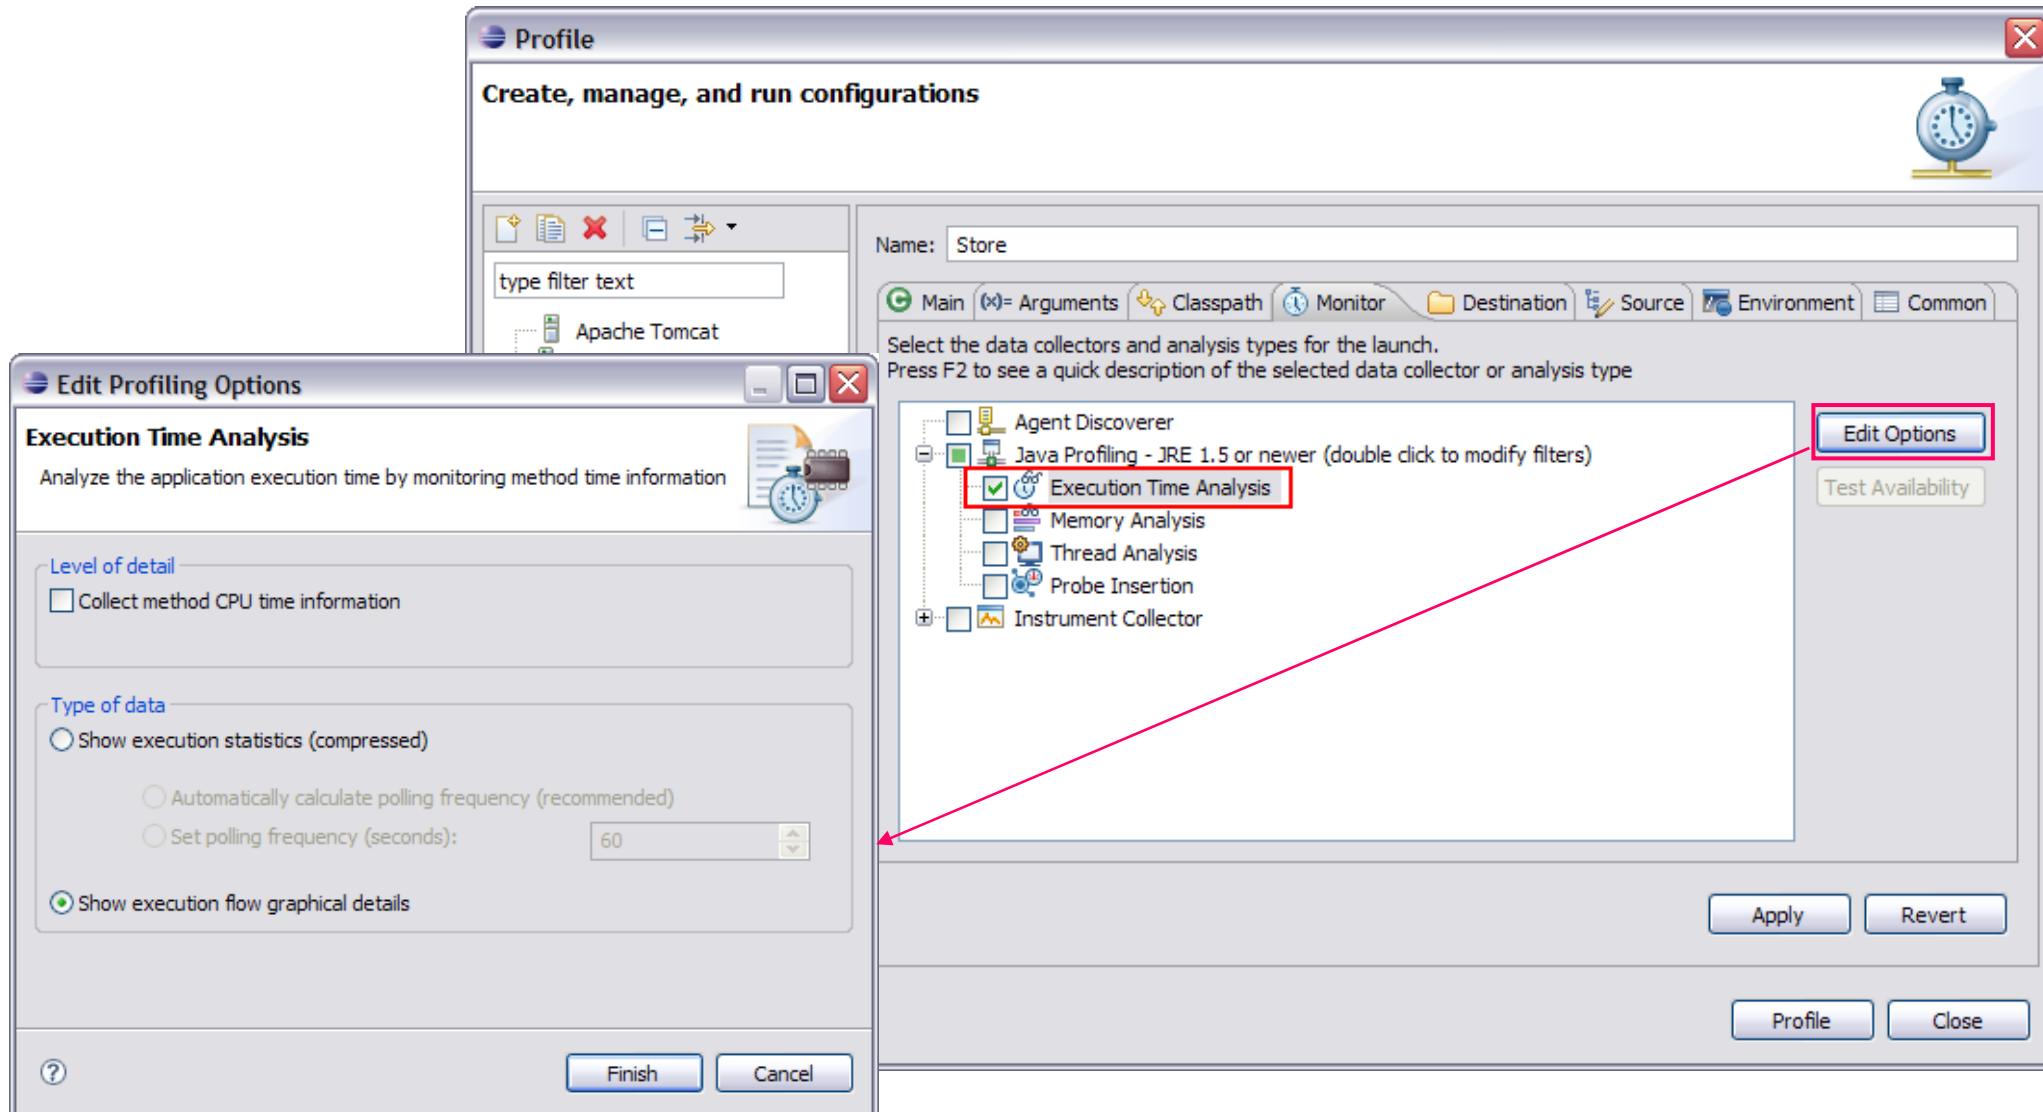 Profile
Create, manage, and run configurations
type filter text
Apache Tomcat
Name: Store
Main (x)= Arguments Classpath Monitor Destination Source Environment Common
Select the data collectors and analysis types for the launch.
Press F2 to see a quick description of the selected data collector or analysis type
Agent Discoverer
Java Profiling - JRE 1.5 or newer (double click to modify filters)
Execution Time Analysis
Memory Analysis
Thread Analysis
Probe Insertion
Instrument Collector
Edit Options
Test Availability
Apply Revert
Profile Close
Edit Profiling Options
Execution Time Analysis
Analyze the application execution time by monitoring method time information
Level of detail
Collect method CPU time information
Type of data
Show execution statistics (compressed)
Automatically calculate polling frequency (recommended)
Set polling frequency (seconds): 60
Show execution flow graphical details
Finish Cancel